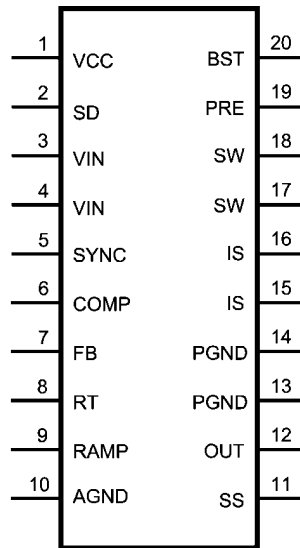 1 VCC BST 20
2 SD PRE 19
3 VIN SW 18
4 VIN SW 17
5 SYNC IS 16
6 COMP IS 15
7 FB PGND 14
8 RT PGND 13
9 RAMP OUT 12
10 AGND SS 11